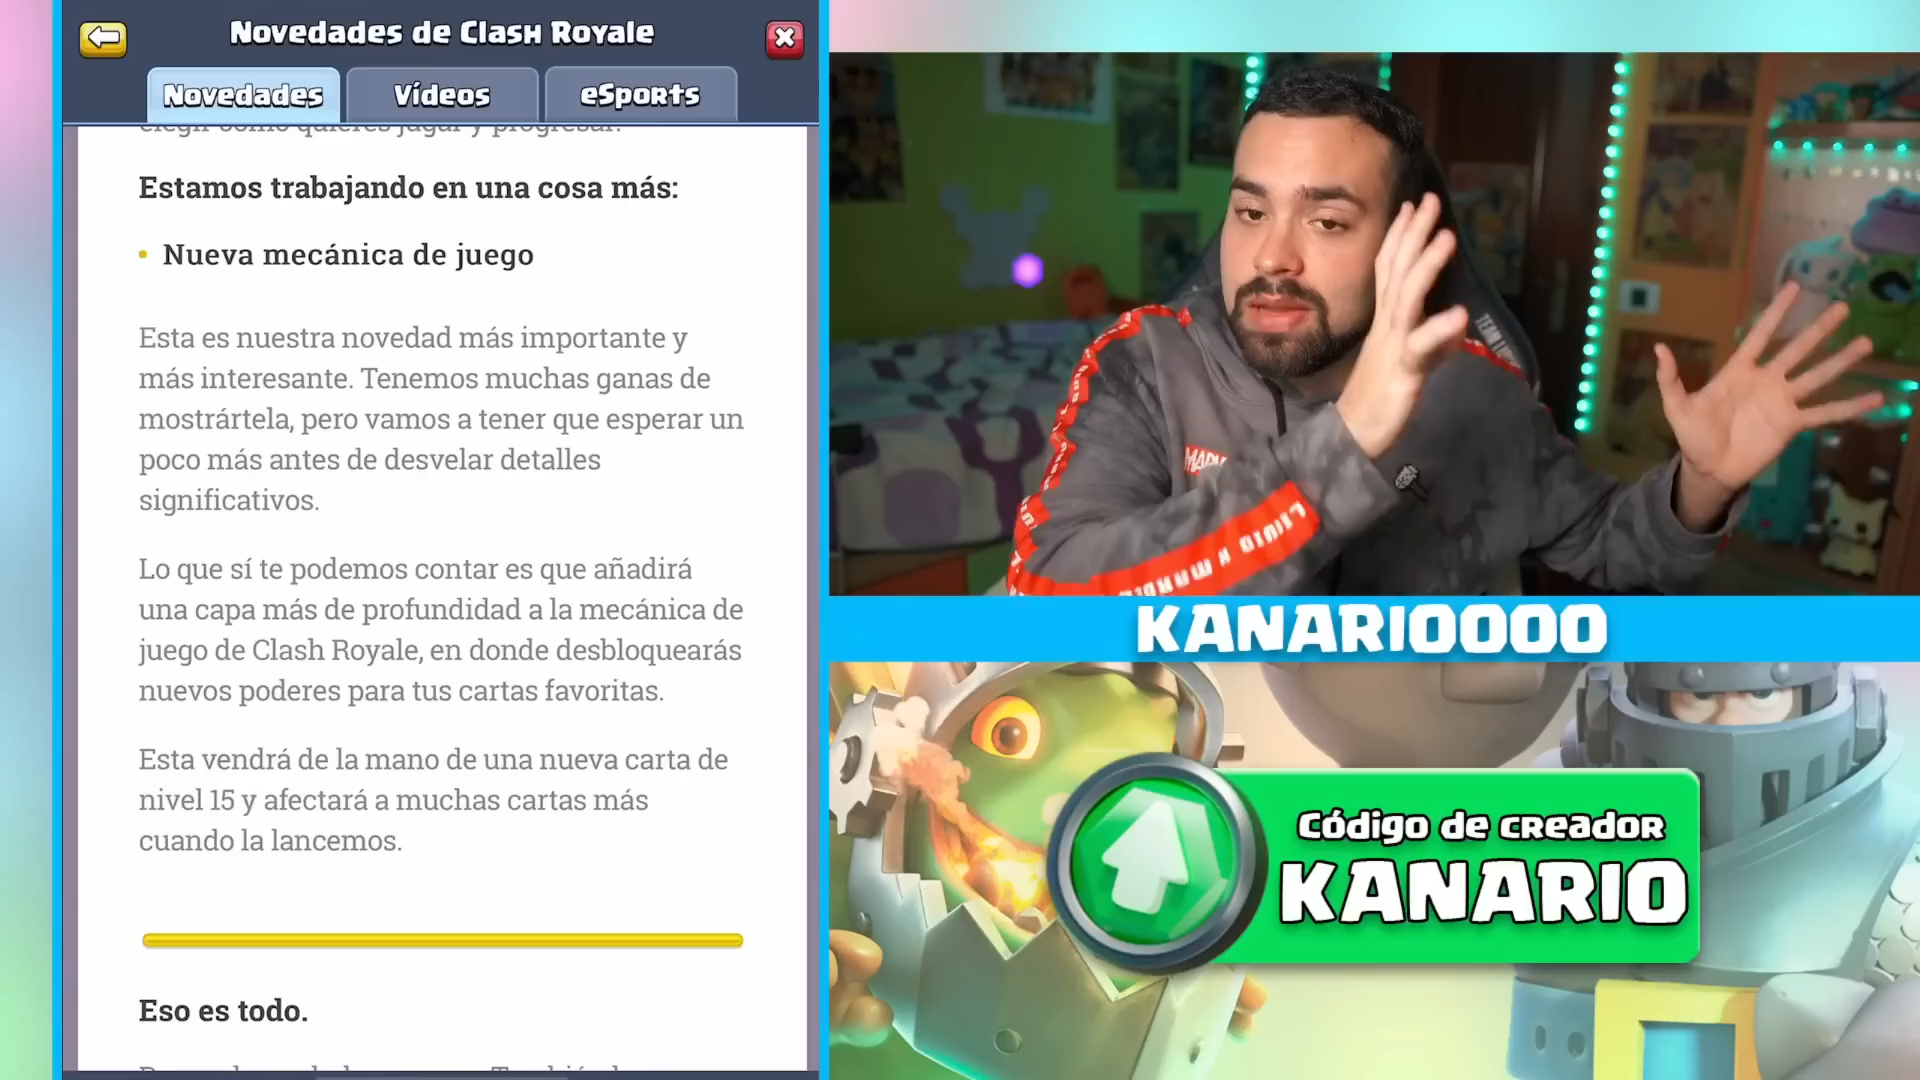 Novedades de Clash Royale
Novedades
Vídeos
eSports
elegir cómo quieres jugar y progresar.
Estamos trabajando en una cosa más:
• Nueva mecánica de juego
Esta es nuestra novedad más importante y
más interesante. Tenemos muchas ganas de
mostrártela, pero vamos a tener que esperar un
poco más antes de desvelar detalles
significativos.
Lo que sí te podemos contar es que añadirá
una capa más de profundidad a la mecánica de
juego de Clash Royale, en donde desbloquearás
nuevos poderes para tus cartas favoritas.
Esta vendrá de la mano de una nueva carta de
nivel 15 y afectará a muchas cartas más
cuando la lancemos.
Eso es todo.
KANARIOOOO
Código de creador
KANARIO